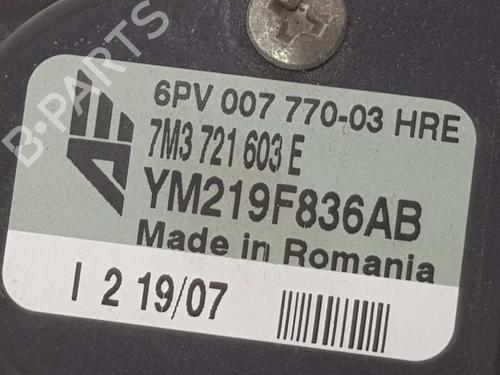 B-PARTS
6PV 007 770-03 HRE
7M3 721 603 E
YM219F836AB
Made in Romania
I 2 19/07